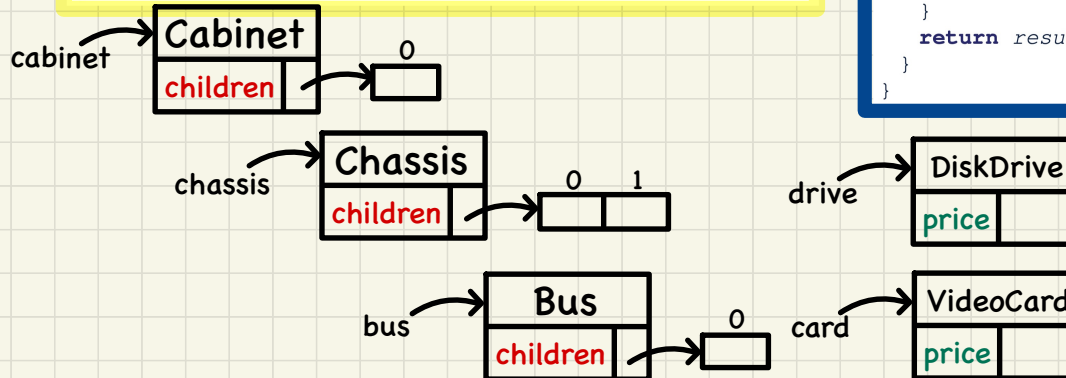 }
return resu
}
}
Cabinet
cabinet
children
0
Chassis
chassis
children
0 1
DiskDrive
drive
price
Bus
bus
children
0
VideoCard
card
price